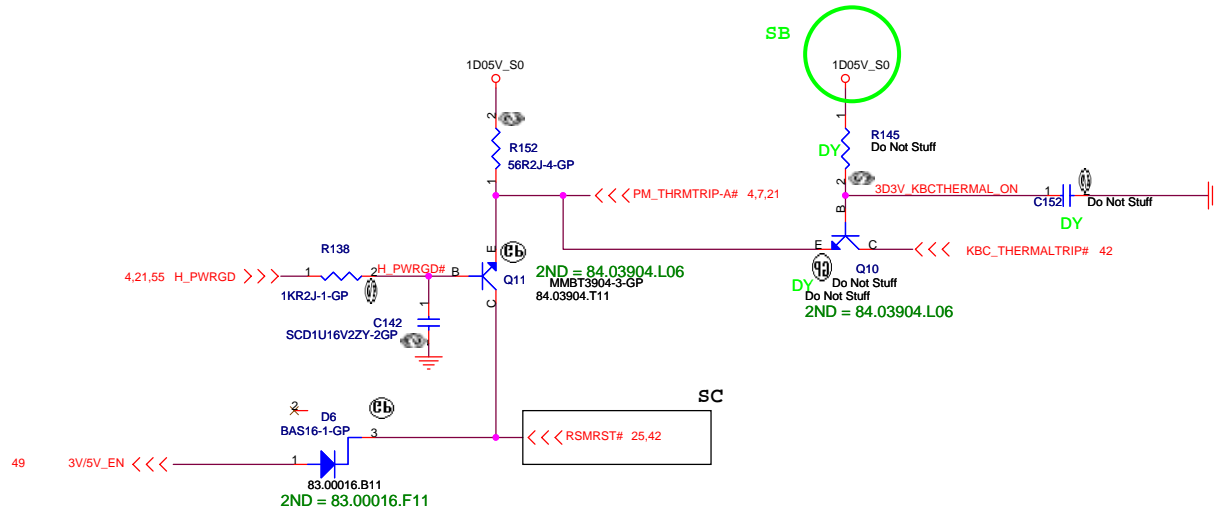 SB
1D05V_S0
1D05V_S0
2
R152
56R2J-4-GP
1
1
R145
Do Not Stuff
DY
2
PM_THRMTRIP-A# 4,7,21
3D3V_KBCTHERMAL_ON
1
C152
Do Not Stuff
DY
B
E
C
KBC_THERMALTRIP# 42
Q10
DY
Do Not Stuff
Do Not Stuff
2ND = 84.03904.L06
R138
4,21,55 H_PWRGD
1
2
H_PWRGD#
1KR2J-1-GP
B
E
C
Q11
2ND = 84.03904.L06
MMBT3904-3-GP
84.03904.T11
1
C142
SCD1U16V2ZY-2GP
SC
2
D6
BAS16-1-GP
3
RSMRST# 25,42
49
3V/5V_EN
1
83.00016.B11
2ND = 83.00016.F11